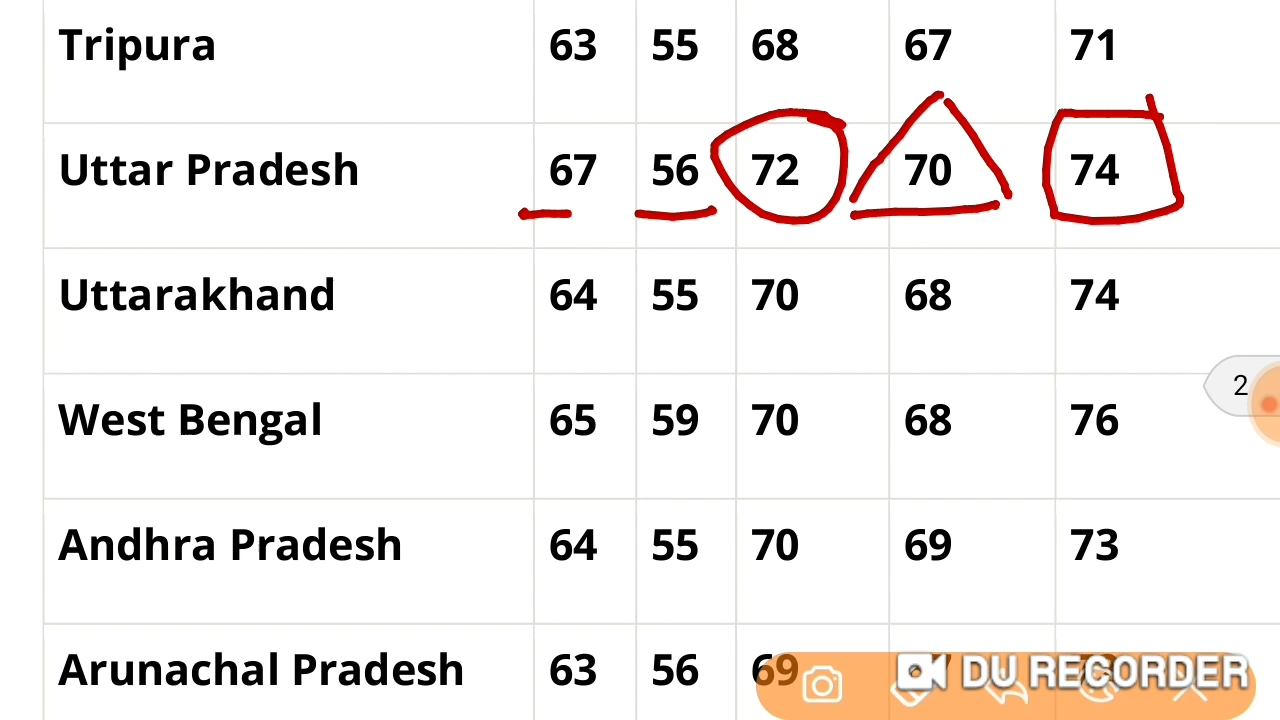 Tripura 63 55 68 67 71
Uttar Pradesh 67 56 72 70 74
Uttarakhand 64 55 70 68 74
2
West Bengal 65 59 70 68 76
Andhra Pradesh 64 55 70 69 73
Arunachal Pradesh 63 56 69
DU RECORDER